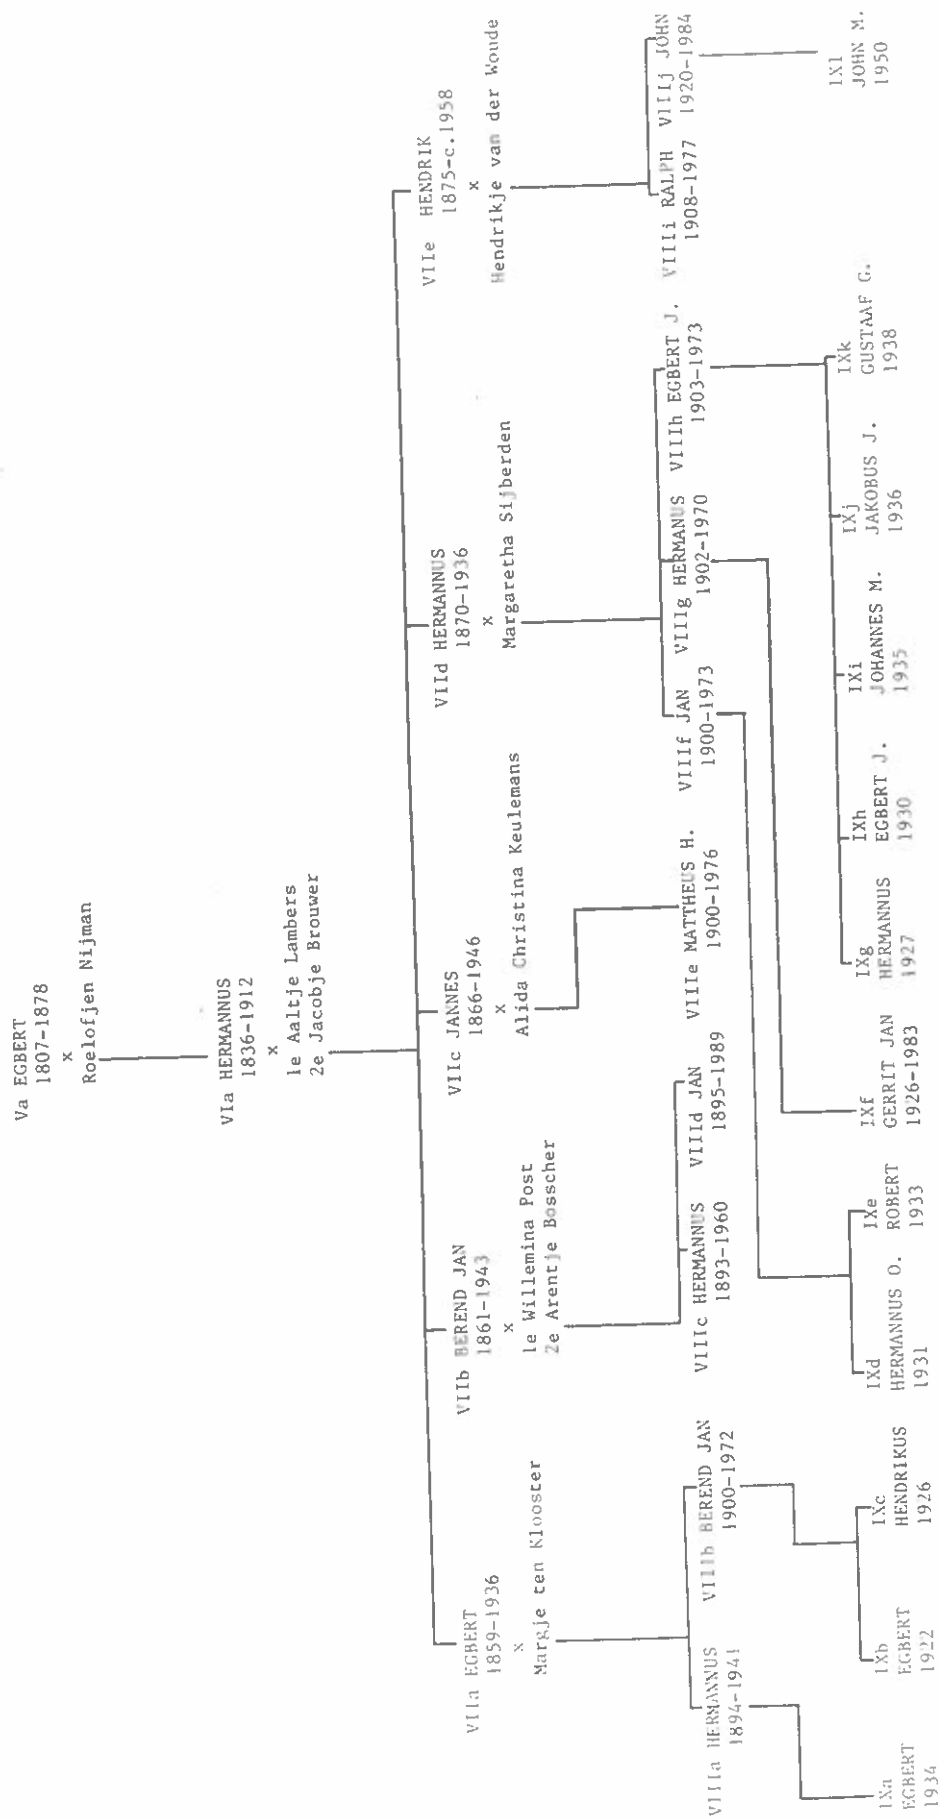 Va EGBERT
1807-1878
x
Roelofjen Nijman
VIa HERMANNUS
1836-1912
x
1e Aaltje Lambers
2e Jacobje Brouwer
VIIa EGBERT
1859-1936
x
Margje ten Klooster
VIIb BEREND JAN
1861-1943
x
1e Willemina Post
2e Arentje Bosscher
VIIc JANNES
1866-1946
x
Alida Christina Keulemans
VIId HERMANNUS
1870-1936
x
Margaretha Sijberden
VIIe HENDRIK
1875-c.1958
x
Hendrikje van der Woude
VIIIa HERMANNUS
1894-1941
VIIIb BEREND JAN
1900-1972
VIIIc HERMANNUS
1893-1960
VIIId JAN
1895-1989
VIIIe MATTHEUS H.
1900-1976
VIIIf JAN
1900-1973
VIIIg HERMANUS
1902-1970
VIIIh EGBERT J.
1903-1973
VIIIi RALPH
1908-1977
VIIIj JOHN
1920-1984
IXa
EGBERT
1934
IXb
EGBERT
1922
IXc
HENDRIKUS
1926
IXd
HERMANNUS O.
1931
IXe
ROBERT
1933
IXf
GERRIT JAN
1926-1983
IXg
HERMANNUS
1927
IXh
EGBERT J.
1930
IXi
JOHANNES M.
1935
IXj
JAKOBUS J.
1936
IXk
GUSTAAF G.
1938
IXl
JOHN M.
1950